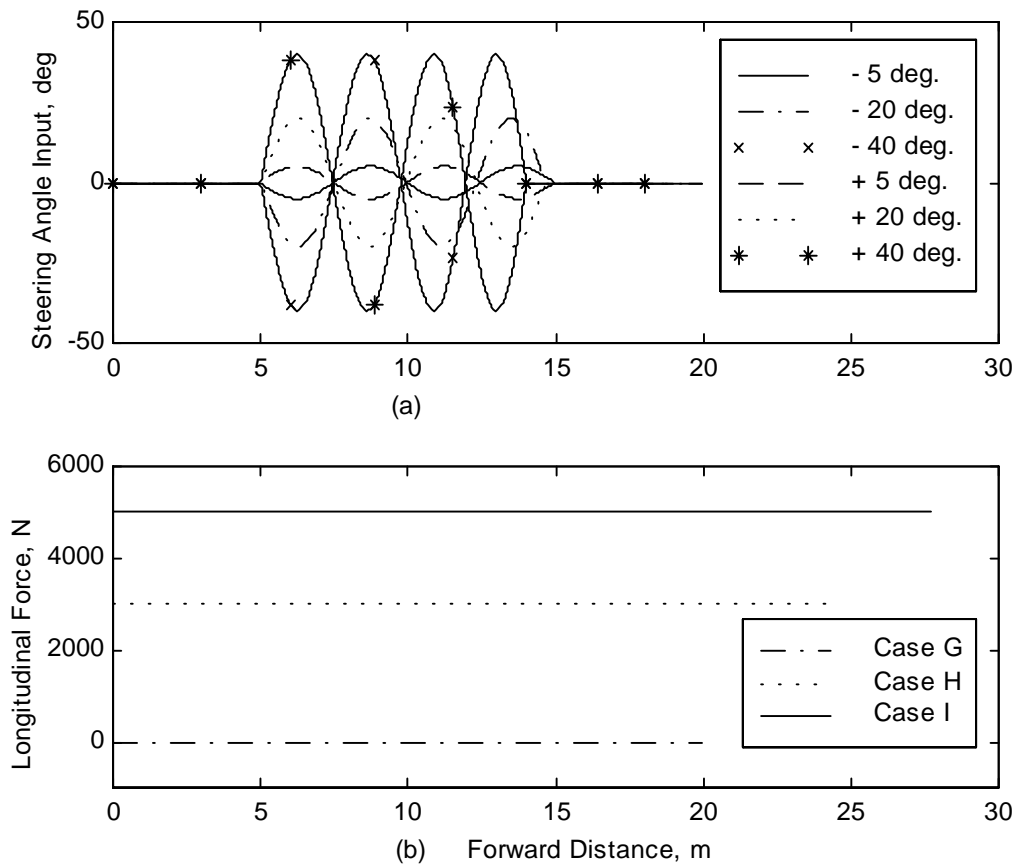 50
0
-50
Steering Angle Input, deg
- 5 deg.
- 20 deg.
- 40 deg.
+ 5 deg.
+ 20 deg.
+ 40 deg.
0 5 10 15 20 25 30
(a)
6000
4000
2000
0
Longitudinal Force, N
Case G
Case H
Case I
0 5 10 15 20 25 30
(b) Forward Distance, m